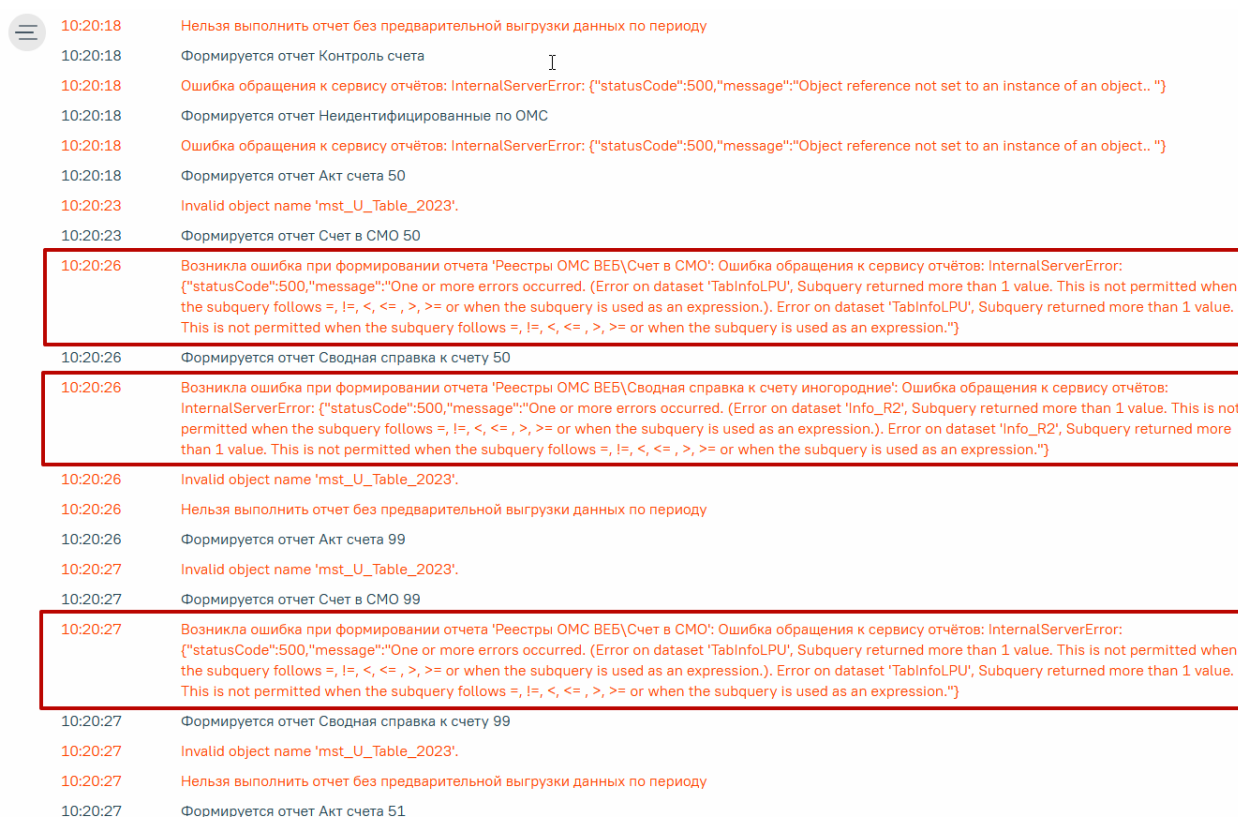 10:20:18 Нельзя выполнить отчет без предварительной выгрузки данных по периоду
10:20:18 Формируется отчет Контроль счета
10:20:18 Ошибка обращения к сервису отчётов: InternalServerError: {"statusCode":500,"message":"Object reference not set to an instance of an object.. "}
10:20:18 Формируется отчет Неидентифицированные по ОМС
10:20:18 Ошибка обращения к сервису отчётов: InternalServerError: {"statusCode":500,"message":"Object reference not set to an instance of an object.. "}
10:20:18 Формируется отчет Акт счета 50
10:20:23 Invalid object name 'mst_U_Table_2023'.
10:20:23 Формируется отчет Счет в СМО 50
10:20:26 Возникла ошибка при формировании отчета 'Реестры ОМС ВЕБ\Счет в СМО': Ошибка обращения к сервису отчётов: InternalServerError:
{"statusCode":500,"message":"One or more errors occurred. (Error on dataset 'TabInfoLPU', Subquery returned more than 1 value. This is not permitted when
the subquery follows =, !=, <, <= , >, >= or when the subquery is used as an expression.). Error on dataset 'TabInfoLPU', Subquery returned more than 1 value.
This is not permitted when the subquery follows =, !=, <, <= , >, >= or when the subquery is used as an expression."}
10:20:26 Формируется отчет Сводная справка к счету 50
10:20:26 Возникла ошибка при формировании отчета 'Реестры ОМС ВЕБ\Сводная справка к счету иногородние': Ошибка обращения к сервису отчётов:
InternalServerError: {"statusCode":500,"message":"One or more errors occurred. (Error on dataset 'Info_R2', Subquery returned more than 1 value. This is not
permitted when the subquery follows =, !=, <, <= , >, >= or when the subquery is used as an expression.). Error on dataset 'Info_R2', Subquery returned more
than 1 value. This is not permitted when the subquery follows =, !=, <, <= , >, >= or when the subquery is used as an expression."}
10:20:26 Invalid object name 'mst_U_Table_2023'.
10:20:26 Нельзя выполнить отчет без предварительной выгрузки данных по периоду
10:20:26 Формируется отчет Акт счета 99
10:20:27 Invalid object name 'mst_U_Table_2023'.
10:20:27 Формируется отчет Счет в СМО 99
10:20:27 Возникла ошибка при формировании отчета 'Реестры ОМС ВЕБ\Счет в СМО': Ошибка обращения к сервису отчётов: InternalServerError:
{"statusCode":500,"message":"One or more errors occurred. (Error on dataset 'TabInfoLPU', Subquery returned more than 1 value. This is not permitted when
the subquery follows =, !=, <, <= , >, >= or when the subquery is used as an expression.). Error on dataset 'TabInfoLPU', Subquery returned more than 1 value.
This is not permitted when the subquery follows =, !=, <, <= , >, >= or when the subquery is used as an expression."}
10:20:27 Формируется отчет Сводная справка к счету 99
10:20:27 Invalid object name 'mst_U_Table_2023'.
10:20:27 Нельзя выполнить отчет без предварительной выгрузки данных по периоду
10:20:27 Формируется отчет Акт счета 51